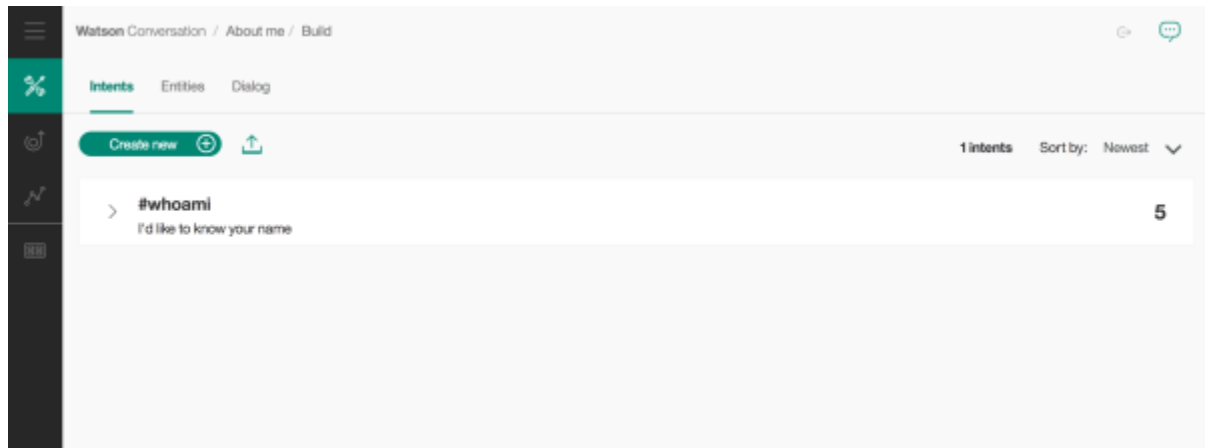 Watson Conversation / About me / Build
Intents Entities Dialog
Create new 1 intents Sort by: Newest
#whoami 5
I'd like to know your name